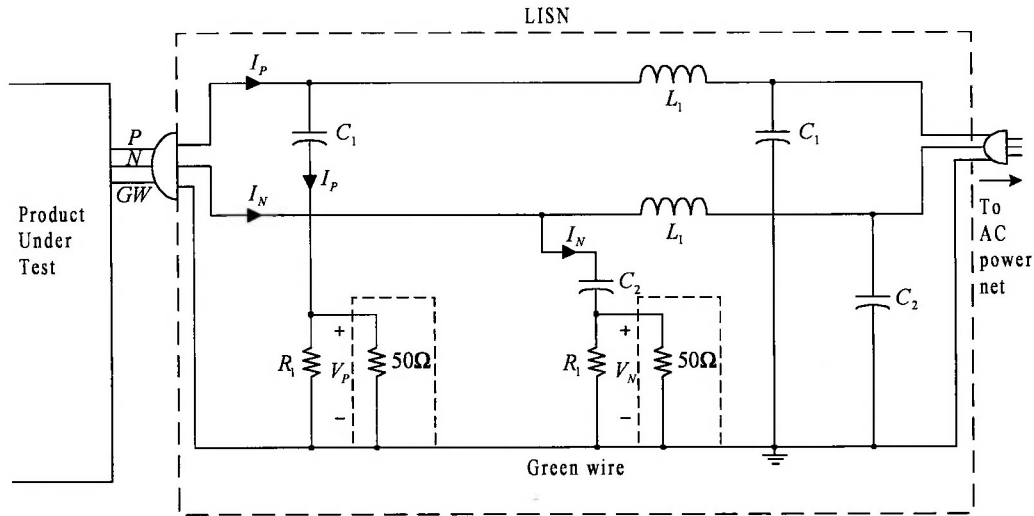 LISN
I_P
L_1
C_1
C_1
P
N
GW
I_P
I_N
L_1
Product
Under
Test
I_N
C_2
C_2
To
AC
power
net
+
+
R_1
V_P
50Ω
R_1
V_N
50Ω
−
−
Green wire